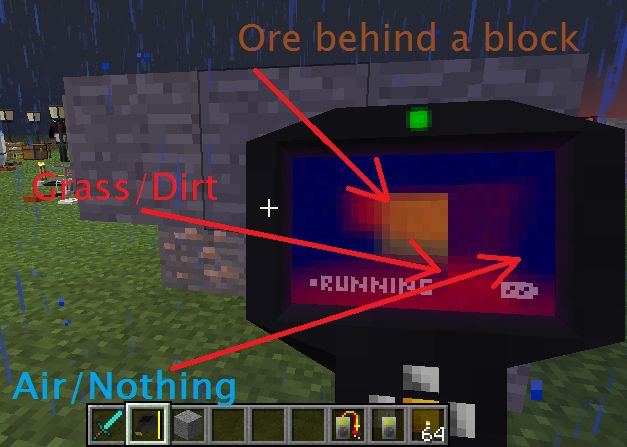 Ore behind a block
Grass/Dirt
•RUNNING
Air/Nothing
64